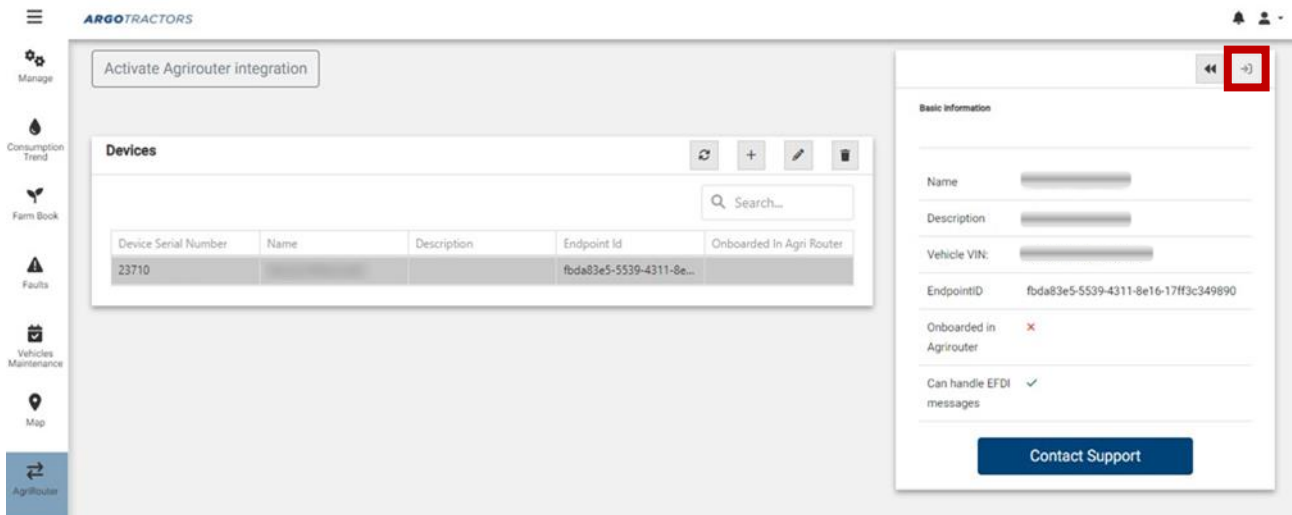 ARGOTRACTORS
Manage
Consumption
Trend
Farm Book
Faults
Vehicles
Maintenance
Map
AgriRouter
Activate Agrirouter integration
Devices
Search...
Device Serial Number Name Description Endpoint Id Onboarded In Agri Router
23710 fbda83e5-5539-4311-8e...
Basic information
Name
Description
Vehicle VIN:
EndpointID fbda83e5-5539-4311-8e16-17ff3c349890
Onboarded in
Agrirouter
Can handle EFDI
messages
Contact Support